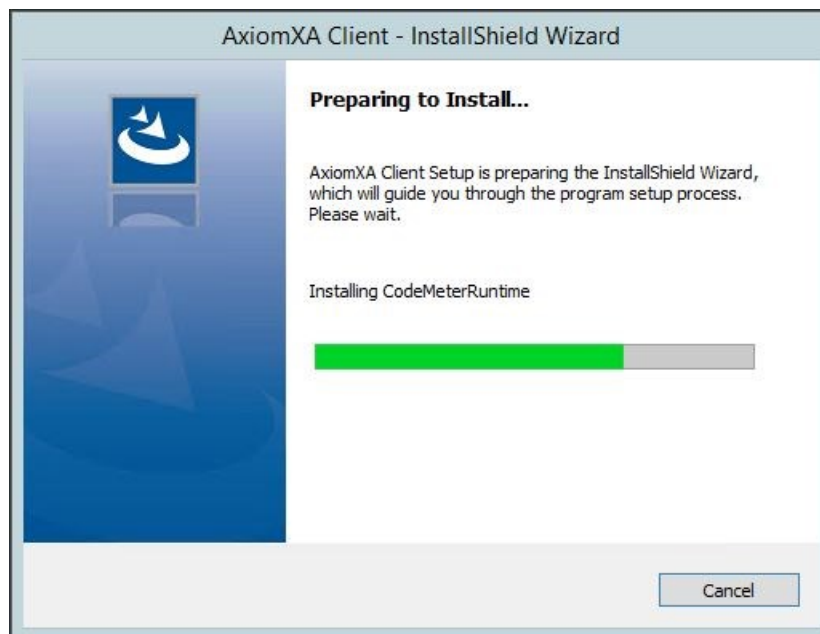 AxiomXA Client - InstallShield Wizard
Preparing to Install...
AxiomXA Client Setup is preparing the InstallShield Wizard,
which will guide you through the program setup process.
Please wait.
Installing CodeMeterRuntime
Cancel